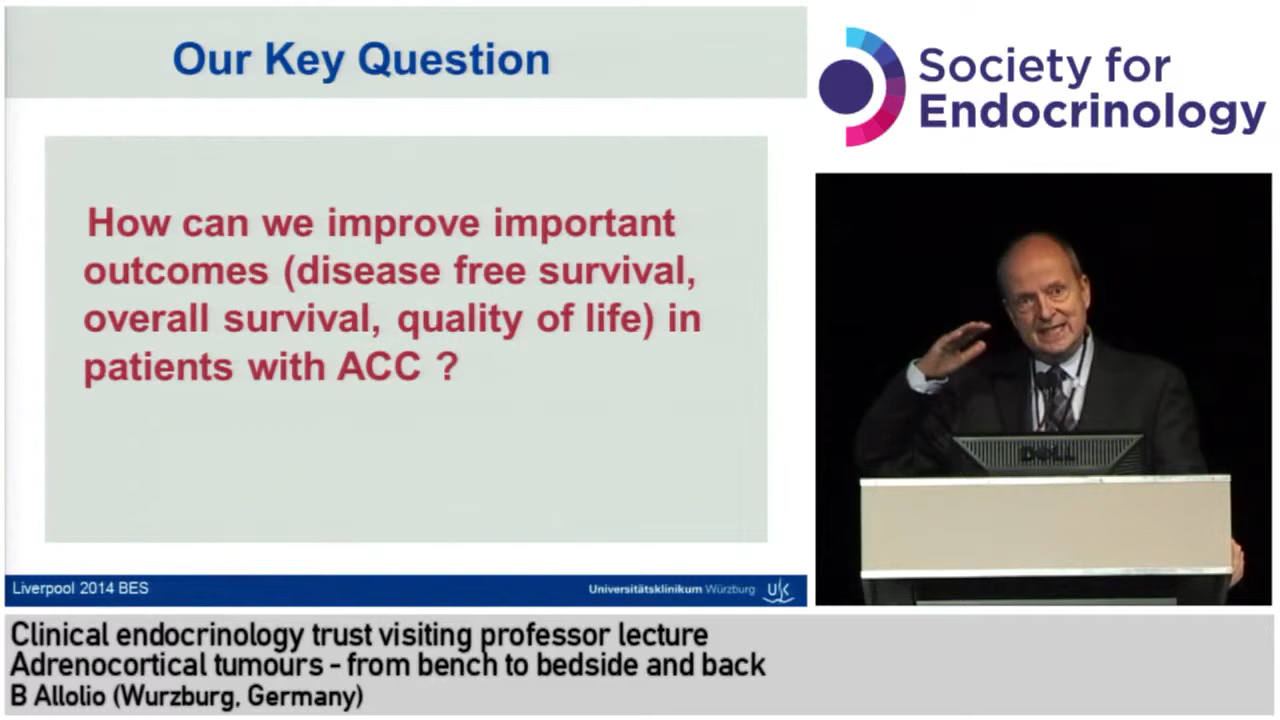 Our Key Question
How can we improve important
outcomes (disease free survival,
overall survival, quality of life) in
patients with ACC ?
Liverpool 2014 BES
Universitätsklinikum Würzburg
UK
Society for
Endocrinology
DELL
Clinical endocrinology trust visiting professor lecture
Adrenocortical tumours - from bench to bedside and back
B Allolio (Wurzburg, Germany)